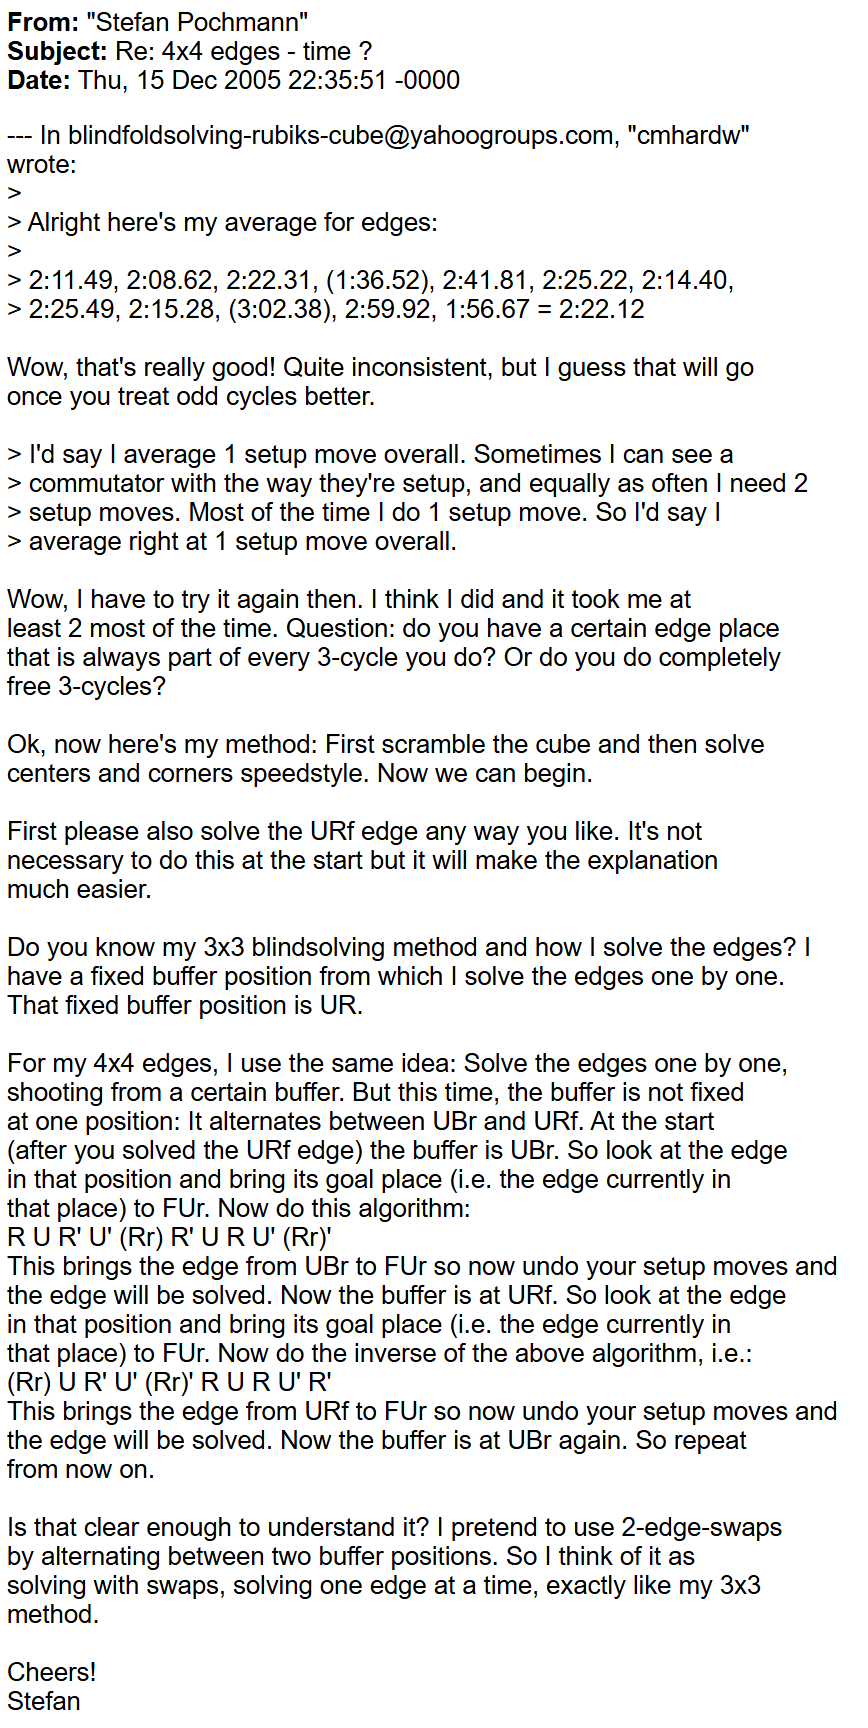 From: "Stefan Pochmann"
Subject: Re: 4x4 edges - time ?
Date: Thu, 15 Dec 2005 22:35:51 -0000
--- In blindfoldsolving-rubiks-cube@yahoogroups.com, "cmhardw"
wrote:
>
> Alright here's my average for edges:
>
> 2:11.49, 2:08.62, 2:22.31, (1:36.52), 2:41.81, 2:25.22, 2:14.40,
> 2:25.49, 2:15.28, (3:02.38), 2:59.92, 1:56.67 = 2:22.12
Wow, that's really good! Quite inconsistent, but I guess that will go
once you treat odd cycles better.
> I'd say I average 1 setup move overall. Sometimes I can see a
> commutator with the way they're setup, and equally as often I need 2
> setup moves. Most of the time I do 1 setup move. So I'd say I
> average right at 1 setup move overall.
Wow, I have to try it again then. I think I did and it took me at
least 2 most of the time. Question: do you have a certain edge place
that is always part of every 3-cycle you do? Or do you do completely
free 3-cycles?
Ok, now here's my method: First scramble the cube and then solve
centers and corners speedstyle. Now we can begin.
First please also solve the URf edge any way you like. It's not
necessary to do this at the start but it will make the explanation
much easier.
Do you know my 3x3 blindsolving method and how I solve the edges? I
have a fixed buffer position from which I solve the edges one by one.
That fixed buffer position is UR.
For my 4x4 edges, I use the same idea: Solve the edges one by one,
shooting from a certain buffer. But this time, the buffer is not fixed
at one position: It alternates between UBr and URf. At the start
(after you solved the URf edge) the buffer is UBr. So look at the edge
in that position and bring its goal place (i.e. the edge currently in
that place) to FUr. Now do this algorithm:
R U R' U' (Rr) R' U R U' (Rr)'
This brings the edge from UBr to FUr so now undo your setup moves and
the edge will be solved. Now the buffer is at URf. So look at the edge
in that position and bring its goal place (i.e. the edge currently in
that place) to FUr. Now do the inverse of the above algorithm, i.e.:
(Rr) U R' U' (Rr)' R U R U' R'
This brings the edge from URf to FUr so now undo your setup moves and
the edge will be solved. Now the buffer is at UBr again. So repeat
from now on.
Is that clear enough to understand it? I pretend to use 2-edge-swaps
by alternating between two buffer positions. So I think of it as
solving with swaps, solving one edge at a time, exactly like my 3x3
method.
Cheers!
Stefan